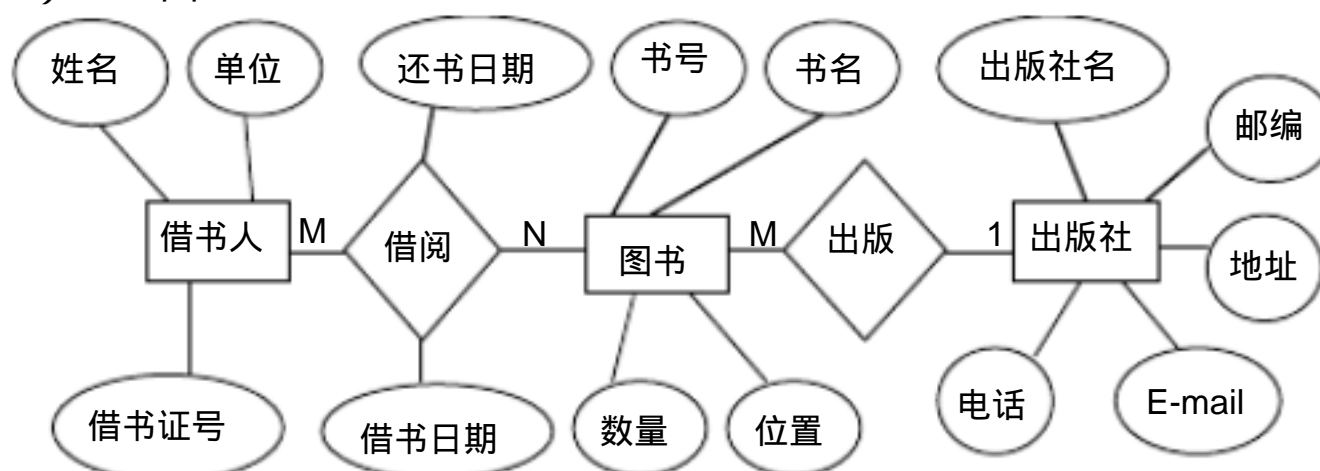 姓名 单位 还书日期 书号 书名 出版社名
邮编
借书人 M 借阅 N 图书 M 出版 1 出版社
地址
借书证号 借书日期 数量 位置 电话 E-mail